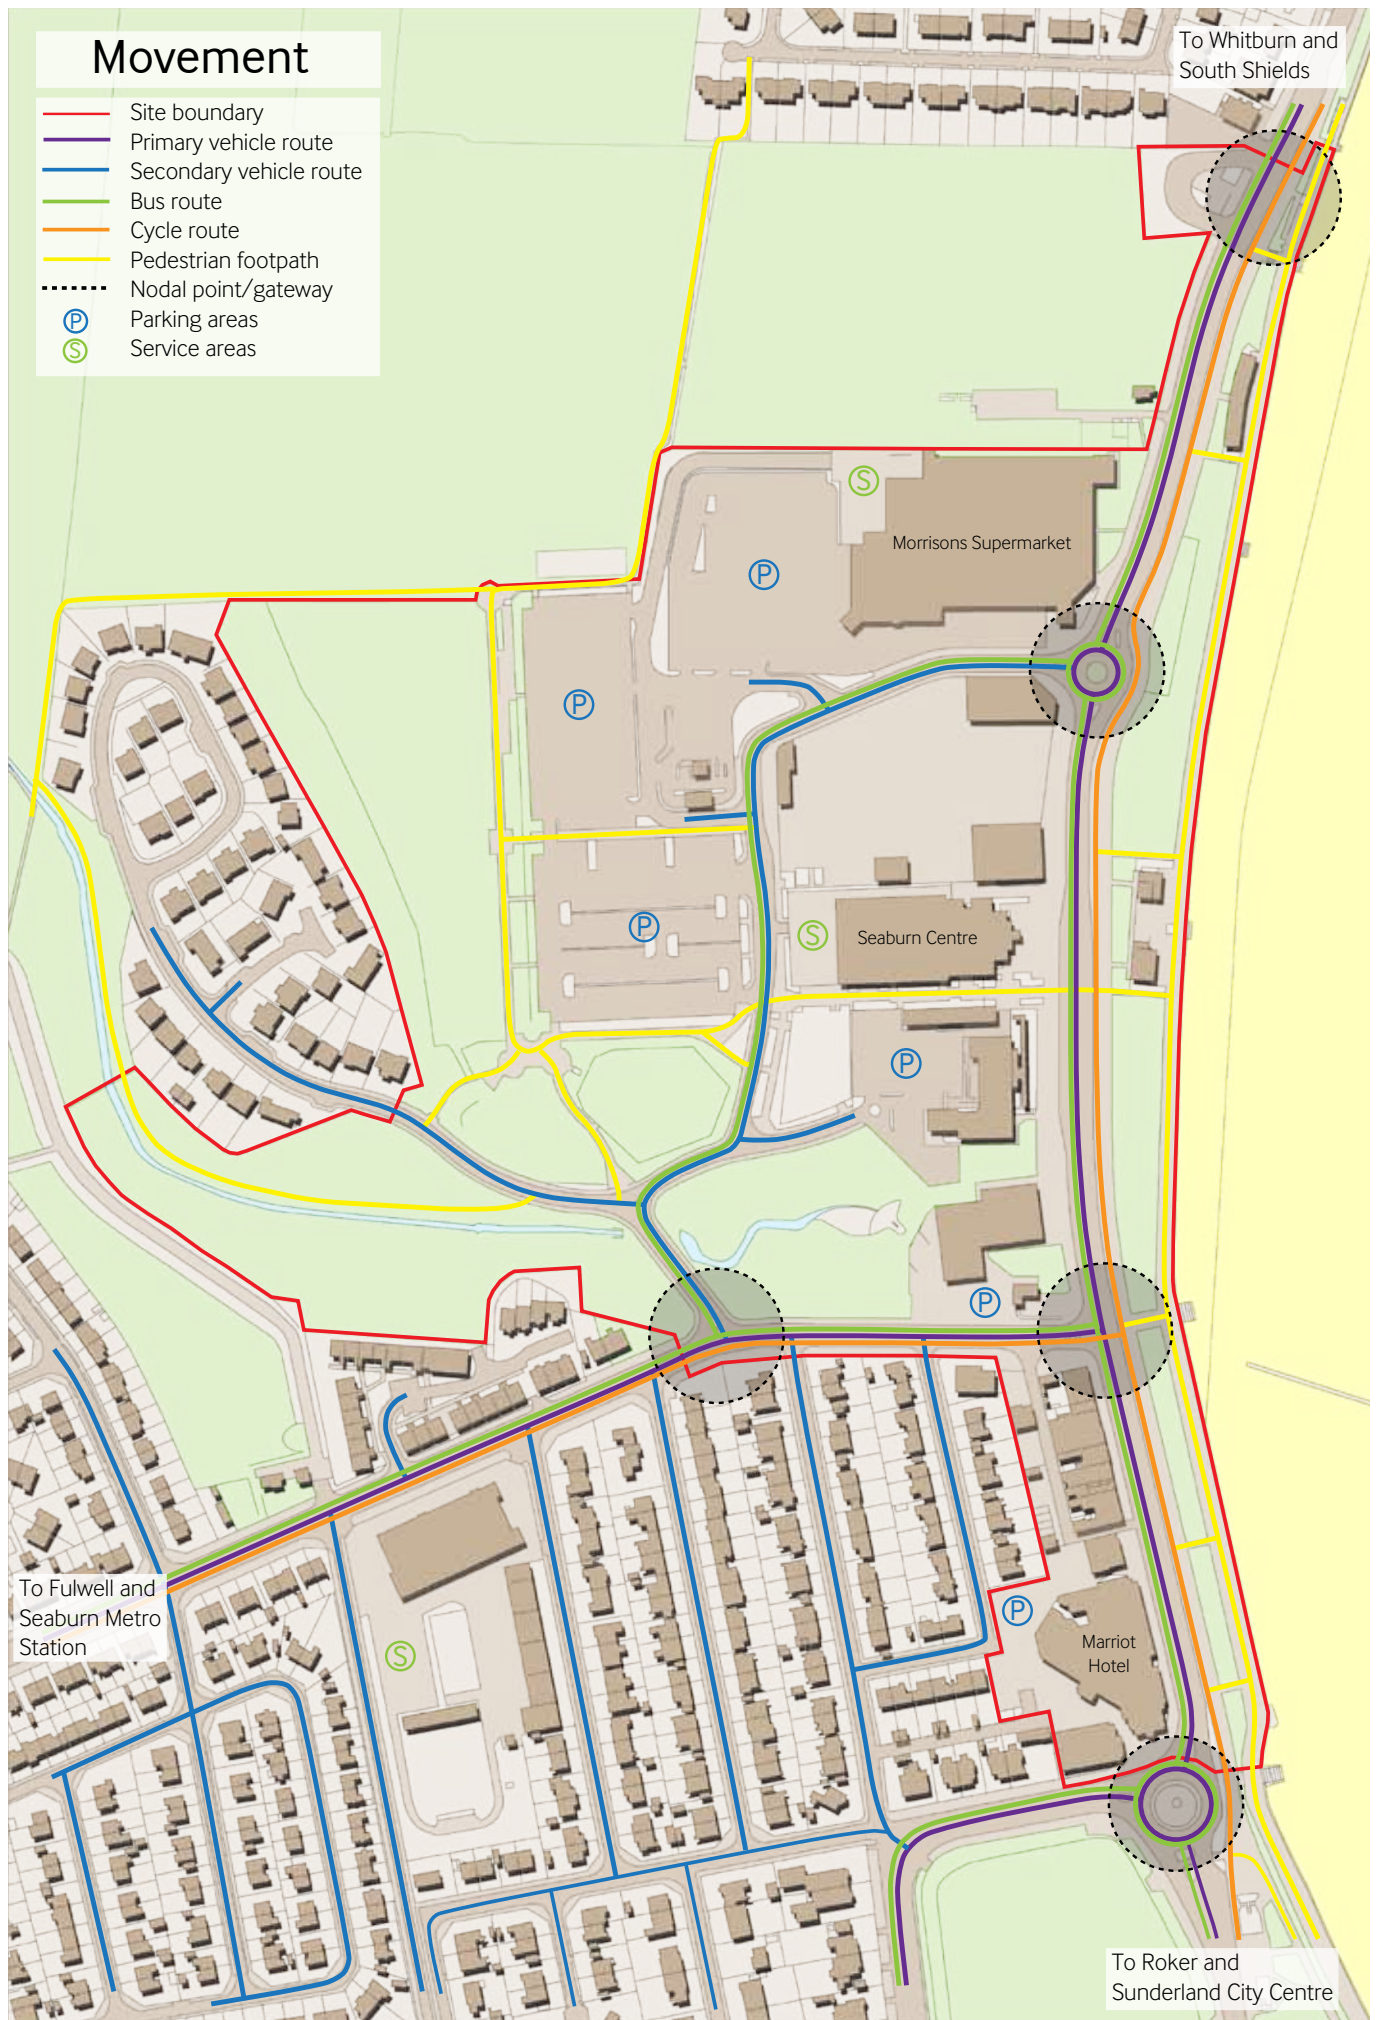 Movement
Site boundary
Primary vehicle route
Secondary vehicle route
Bus route
Cycle route
Pedestrian footpath
Nodal point/gateway
P Parking areas
S Service areas
To Whitburn and
South Shields
S
Morrisons Supermarket
P
P
P
S
Seaburn Centre
P
P
To Fulwell and
Seaburn Metro
Station
P
S
Marriot
Hotel
To Roker and
Sunderland City Centre